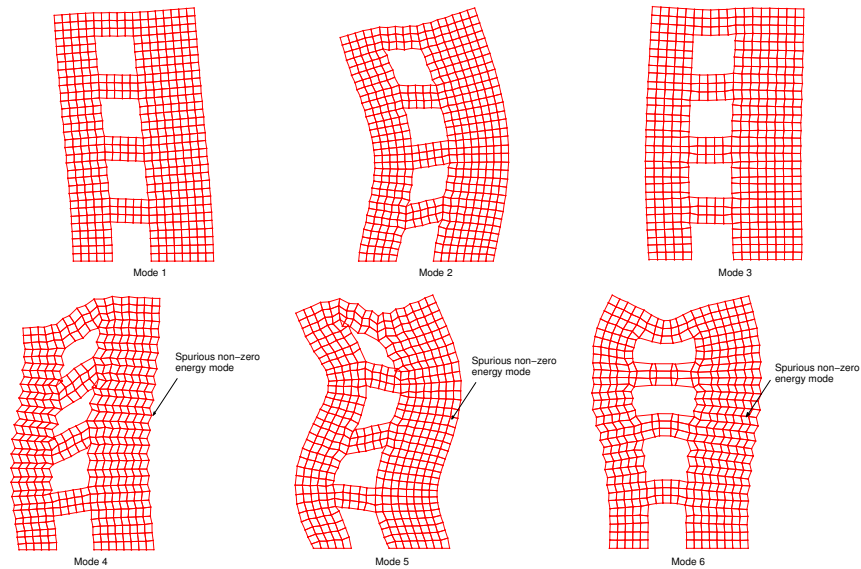 Mode 1
Mode 2
Mode 3
Spurious non−zero
energy mode
Spurious non−zero
energy mode
Spurious non−zero
energy mode
Mode 4
Mode 5
Mode 6